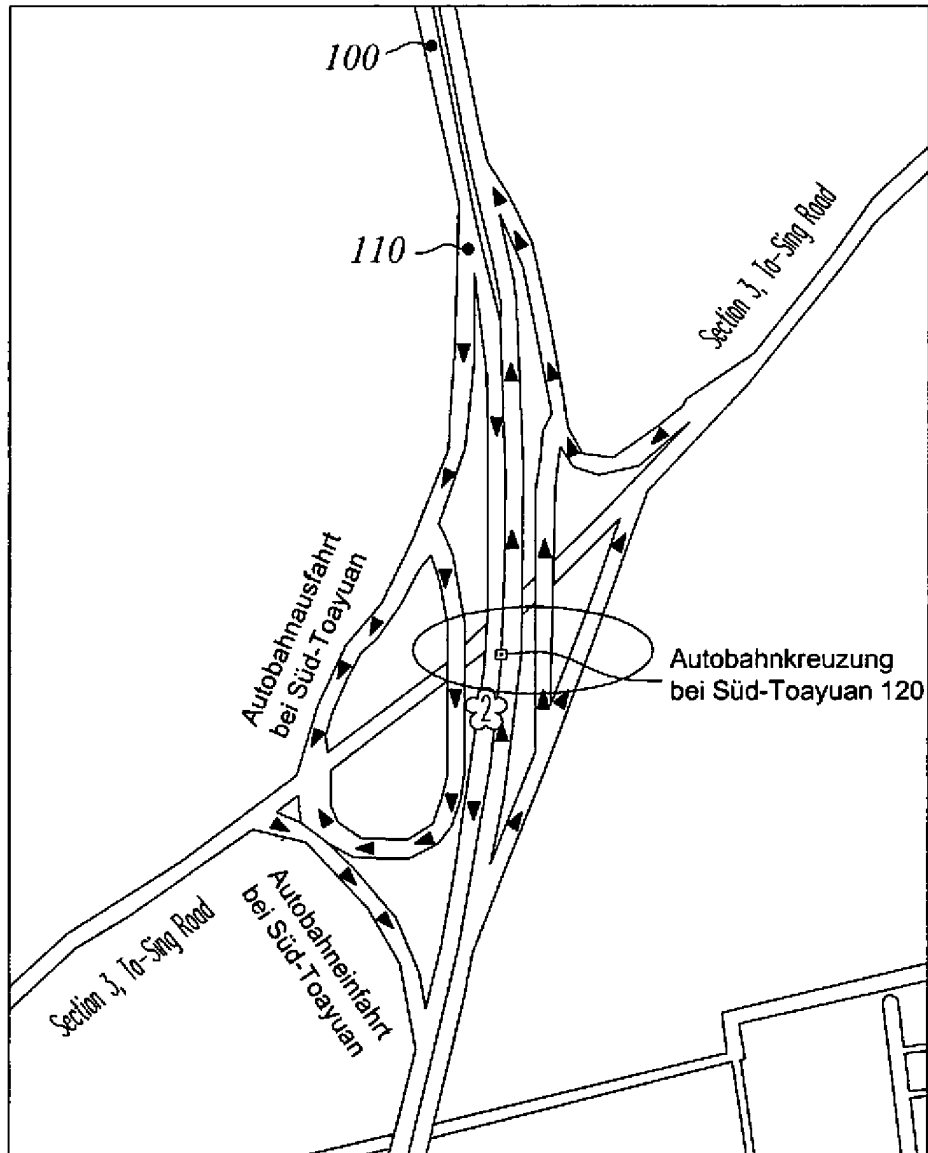 100
110
Section 3, Ta-Sing Road
Autobahnausfahrt
bei Süd-Toayuan
Autobahnkreuzung
bei Süd-Toayuan 120
2
Autobahneinfahrt
bei Süd-Toayuan
Section 3, Ta-Sing Road